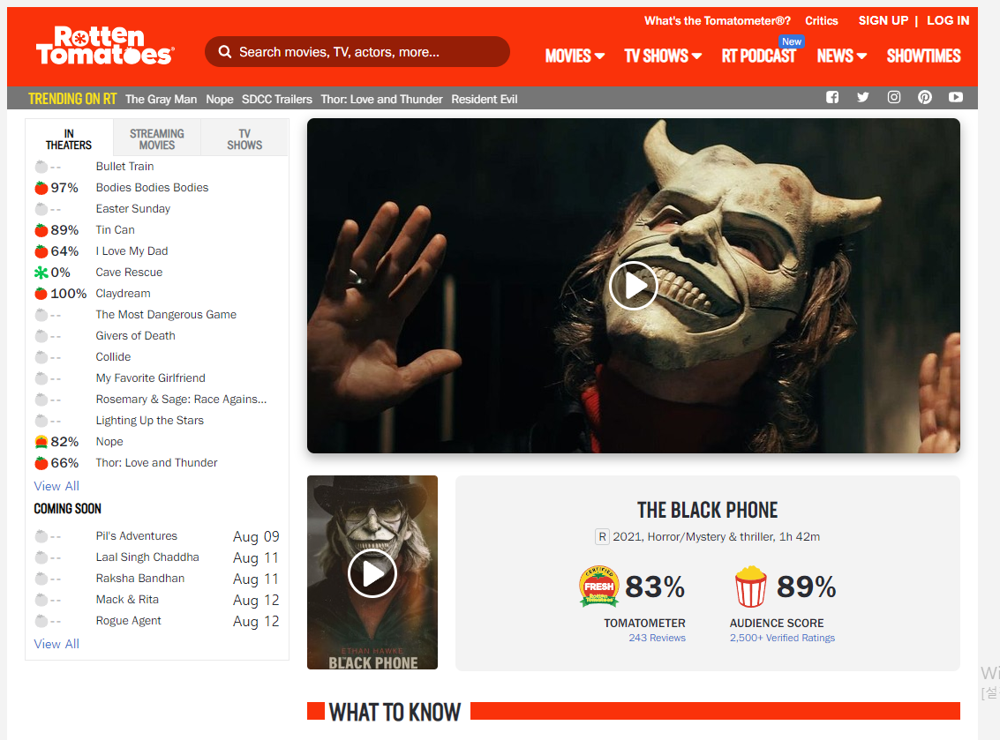 What's the Tomatometer®? Critics SIGN UP | LOG IN
Rotten
Tomatoes
Search movies, TV, actors, more...
New
MOVIES TV SHOWS RT PODCAST NEWS SHOWTIMES
TRENDING ON RT The Gray Man Nope SDCC Trailers Thor: Love and Thunder Resident Evil
IN THEATERS
STREAMING MOVIES
TV SHOWS
-- Bullet Train
97% Bodies Bodies Bodies
-- Easter Sunday
89% Tin Can
64% I Love My Dad
0% Cave Rescue
100% Claydream
-- The Most Dangerous Game
-- Givers of Death
-- Collide
-- My Favorite Girlfriend
-- Rosemary & Sage: Race Agains...
-- Lighting Up the Stars
82% Nope
66% Thor: Love and Thunder
View All
COMING SOON
-- Pil's Adventures Aug 09
-- Laal Singh Chaddha Aug 11
-- Raksha Bandhan Aug 11
-- Mack & Rita Aug 12
-- Rogue Agent Aug 12
View All
ETHAN HAWKE
THE BLACK PHONE
THE BLACK PHONE
R 2021, Horror/Mystery & thriller, 1h 42m
CERTIFIED
FRESH
Rotten
Tomatoes
83%
TOMATOMETER
243 Reviews
89%
AUDIENCE SCORE
2,500+ Verified Ratings
WHAT TO KNOW
Wi
[설